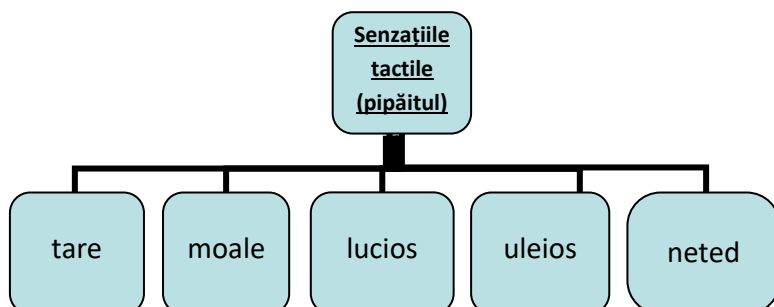 Senzațiile
tactile
(pipăitul)
tare
moale
lucios
uleios
neted